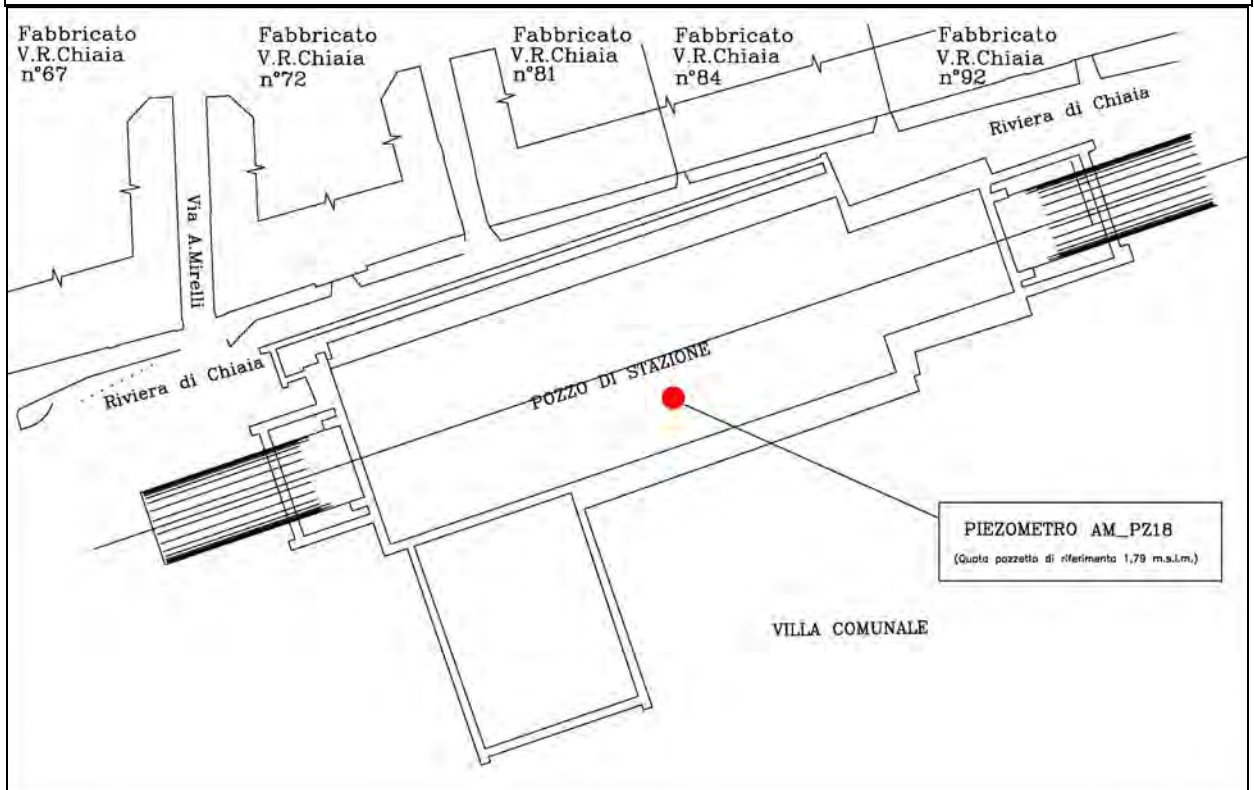 Fabbricato
V.R.Chiaia
n°67
Fabbricato
V.R.Chiaia
n°72
Fabbricato
V.R.Chiaia
n°81
Fabbricato
V.R.Chiaia
n°84
Fabbricato
V.R.Chiaia
n°92
Riviera di Chiaia
Via A.Mirelli
Riviera di Chiaia
POZZO DI STAZIONE
PIEZOMETRO AM_PZ18
(Quota pozzetto di riferimento 1,79 m.s.l.m.)
VILLA COMUNALE